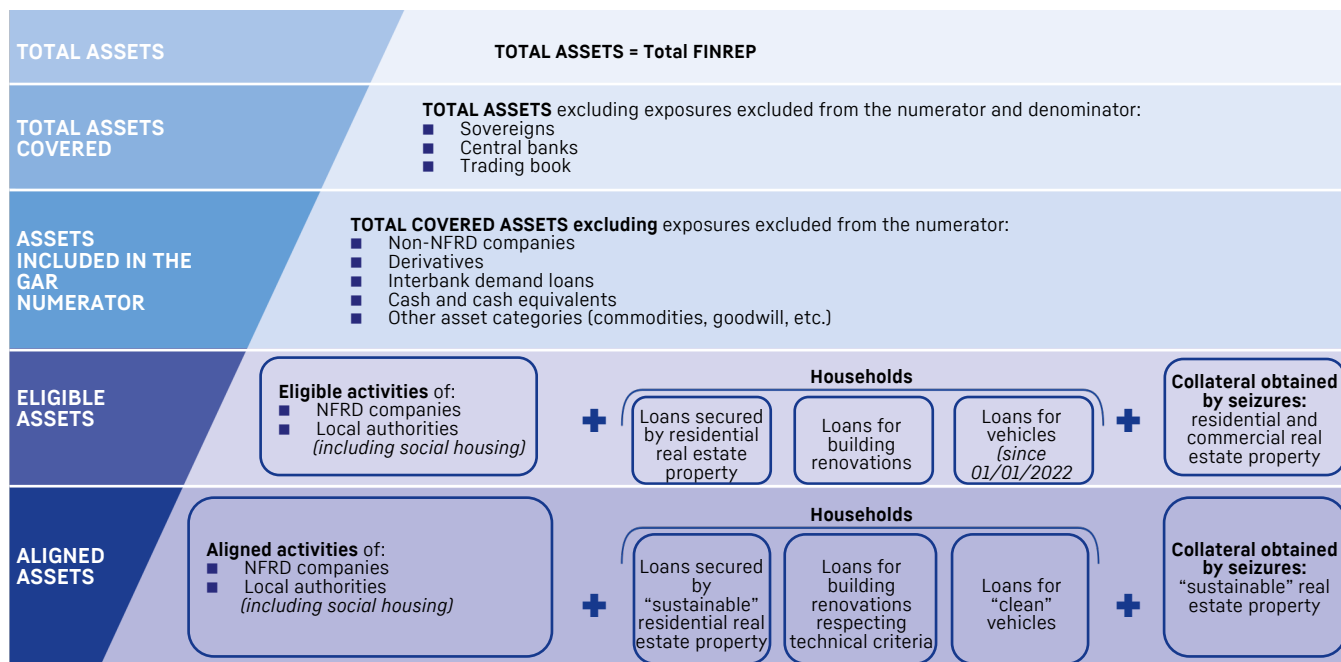 TOTAL ASSETS
TOTAL ASSETS = Total FINREP
TOTAL ASSETS
COVERED
TOTAL ASSETS excluding exposures excluded from the numerator and denominator:
■ Sovereigns
■ Central banks
■ Trading book
ASSETS
INCLUDED IN THE
GAR
NUMERATOR
TOTAL COVERED ASSETS excluding exposures excluded from the numerator:
■ Non-NFRD companies
■ Derivatives
■ Interbank demand loans
■ Cash and cash equivalents
■ Other asset categories (commodities, goodwill, etc.)
ELIGIBLE
ASSETS
Eligible activities of:
■ NFRD companies
■ Local authorities
(including social housing)
+
Households
Loans secured
by residential
real estate
property
Loans for
building
renovations
Loans for
vehicles
(since
01/01/2022
+
Collateral obtained
by seizures:
residential and
commercial real
estate property
ALIGNED
ASSETS
Aligned activities of:
■ NFRD companies
■ Local authorities
(including social housing)
+
Households
Loans secured
by
“sustainable”
residential real
estate property
Loans for
building
renovations
respecting
technical criteria
Loans for
“clean”
vehicles
+
Collateral obtained
by seizures:
“sustainable” real
estate property